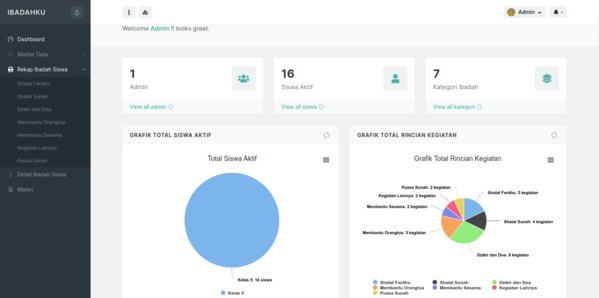 IBADAHKU
Admin
Welcome Admin !! looks great.
Dashboard
Master Data
Rekap Ibadah Siswa
Shalat Fardhu
Shalat Sunah
Dzikir dan Doa
Membantu Orangtua
Membantu Sesama
Kegiatan Lainnya
Puasa Sunah
Detail Ibadah Siswa
Materi
1
Admin
View all admin
16
Siswa Aktif
View all siswa
7
Kategori Ibadah
View all kategori
GRAFIK TOTAL SISWA AKTIF
Total Siswa Aktif
Kelas 5: 16 siswa
Kelas 5
GRAFIK TOTAL RINCIAN KEGIATAN
Grafik Total Rincian Kegiatan
Puasa Sunah: 2 kegiatan
Kegiatan Lainnya: 2 kegiatan
Membantu Sesama: 2 kegiatan
Membantu Orangtua: 5 kegiatan
Shalat Fardhu: 5 kegiatan
Shalat Sunah: 4 kegiatan
Dzikir dan Doa: 8 kegiatan
Shalat Fardhu
Shalat Sunah
Dzikir dan Doa
Membantu Orangtua
Membantu Sesama
Kegiatan Lainnya
Puasa Sunah